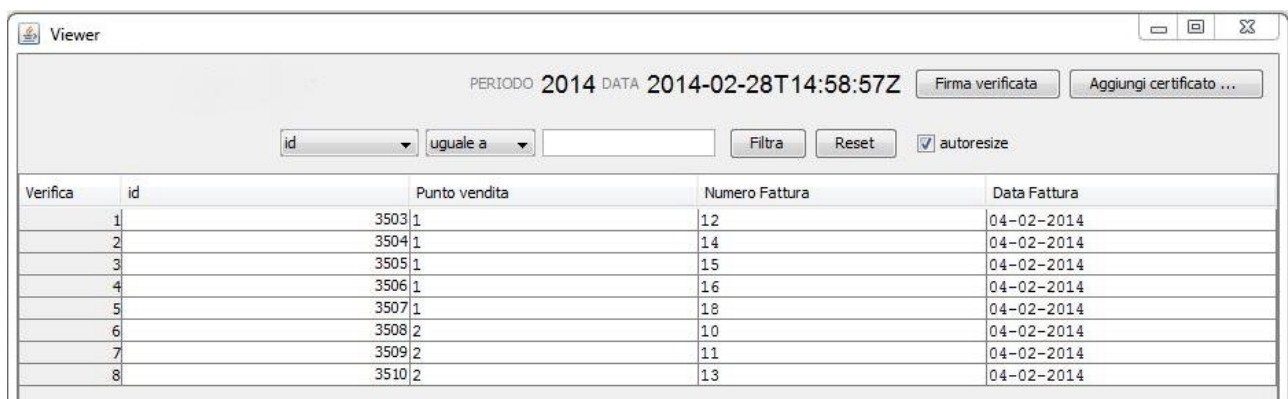 Viewer
PERIODO 2014 DATA 2014-02-28T14:58:57Z Firma verificata Aggiungi certificato ...
id uguale a Filtra Reset autoresize
Verifica id Punto vendita Numero Fattura Data Fattura
1 3503 1 12 04-02-2014
2 3504 1 14 04-02-2014
3 3505 1 15 04-02-2014
4 3506 1 16 04-02-2014
5 3507 1 18 04-02-2014
6 3508 2 10 04-02-2014
7 3509 2 11 04-02-2014
8 3510 2 13 04-02-2014